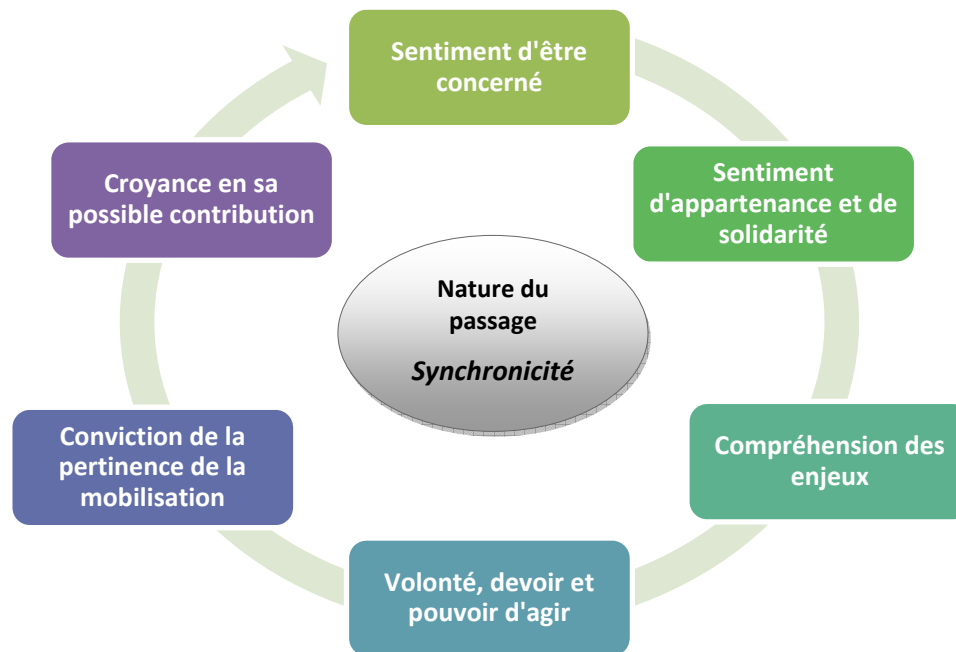 Sentiment d'être
concerné
Sentiment
d'appartenance et de
solidarité
Compréhension des
enjeux
Volonté, devoir et
pouvoir d'agir
Conviction de la
pertinence de la
mobilisation
Croyance en sa
possible contribution
Nature du
passage
Synchronicité